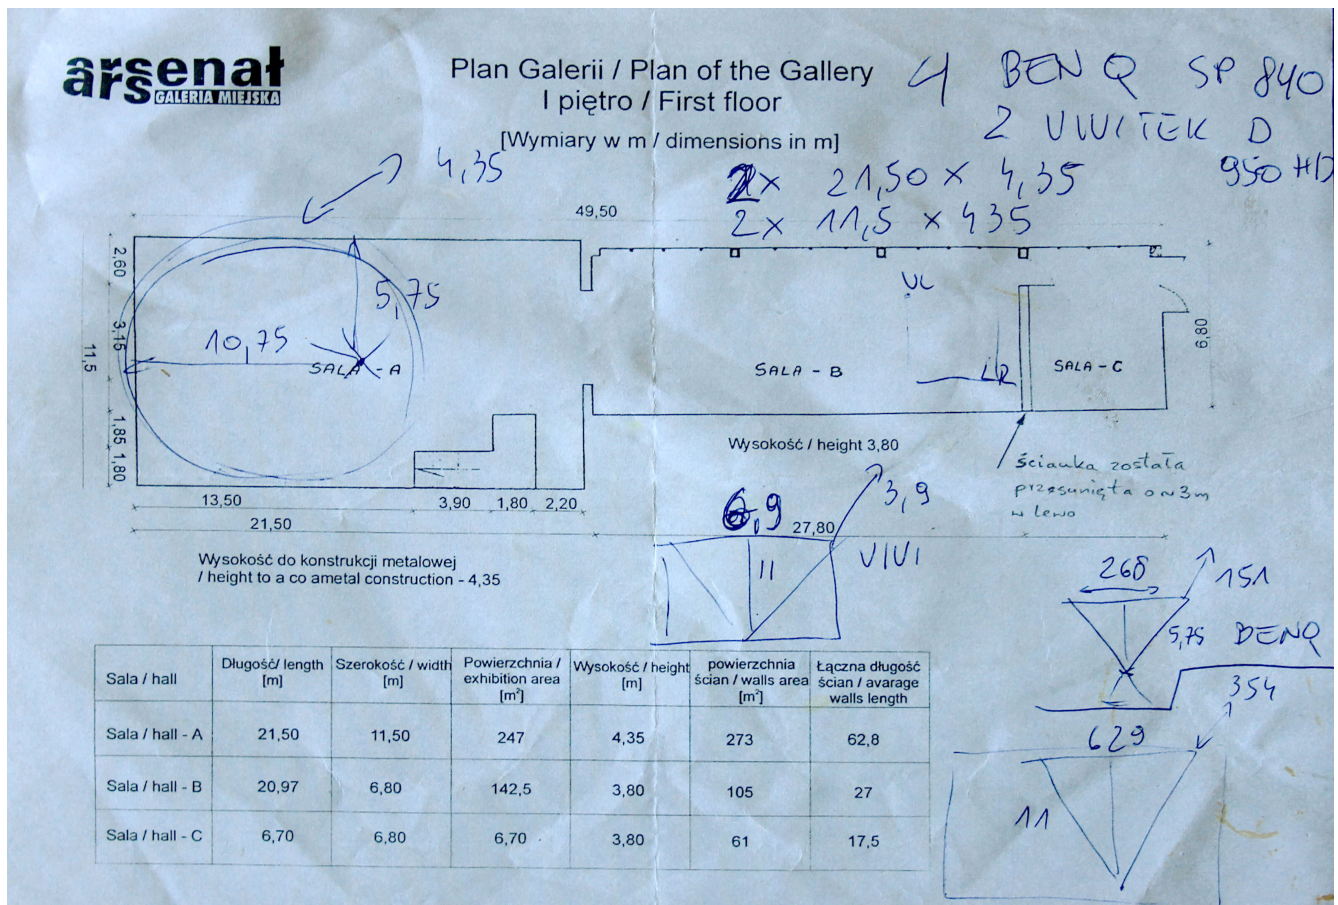 arsenał
ars GALERIA MIEJSKA
Plan Galerii / Plan of the Gallery
I piętro / First floor
[Wymiary w m / dimensions in m]
4 BENQ SP 840
2 VIVITEK D
950 HD
2x 21,50 x 4,35
2x 11,5 x 435
4,35
49,50
2,60
3,15
11,5
1,85
1,80
5,75
10,75
SALA - A
SALA - B
LR
SALA - C
6,80
Wysokość / height 3,80
ścianka została
przesunięta o ~3m
w lewo
13,50
3,90
1,80
2,20
21,50
27,80
Wysokość do konstrukcji metalowej
/ height to a co ametal construction - 4,35
6,9
3,9
11
VIVI
268
151
5,75
BENQ
354
629
11
Sala / hall
Długość/ length [m]
Szerokość / width [m]
Powierzchnia / exhibition area [m²]
Wysokość / height [m]
powierzchnia ścian / walls area [m²]
Łączna długość ścian / avarage walls length
Sala / hall - A 21,50 11,50 247 4,35 273 62,8
Sala / hall - B 20,97 6,80 142,5 3,80 105 27
Sala / hall - C 6,70 6,80 6,70 3,80 61 17,5